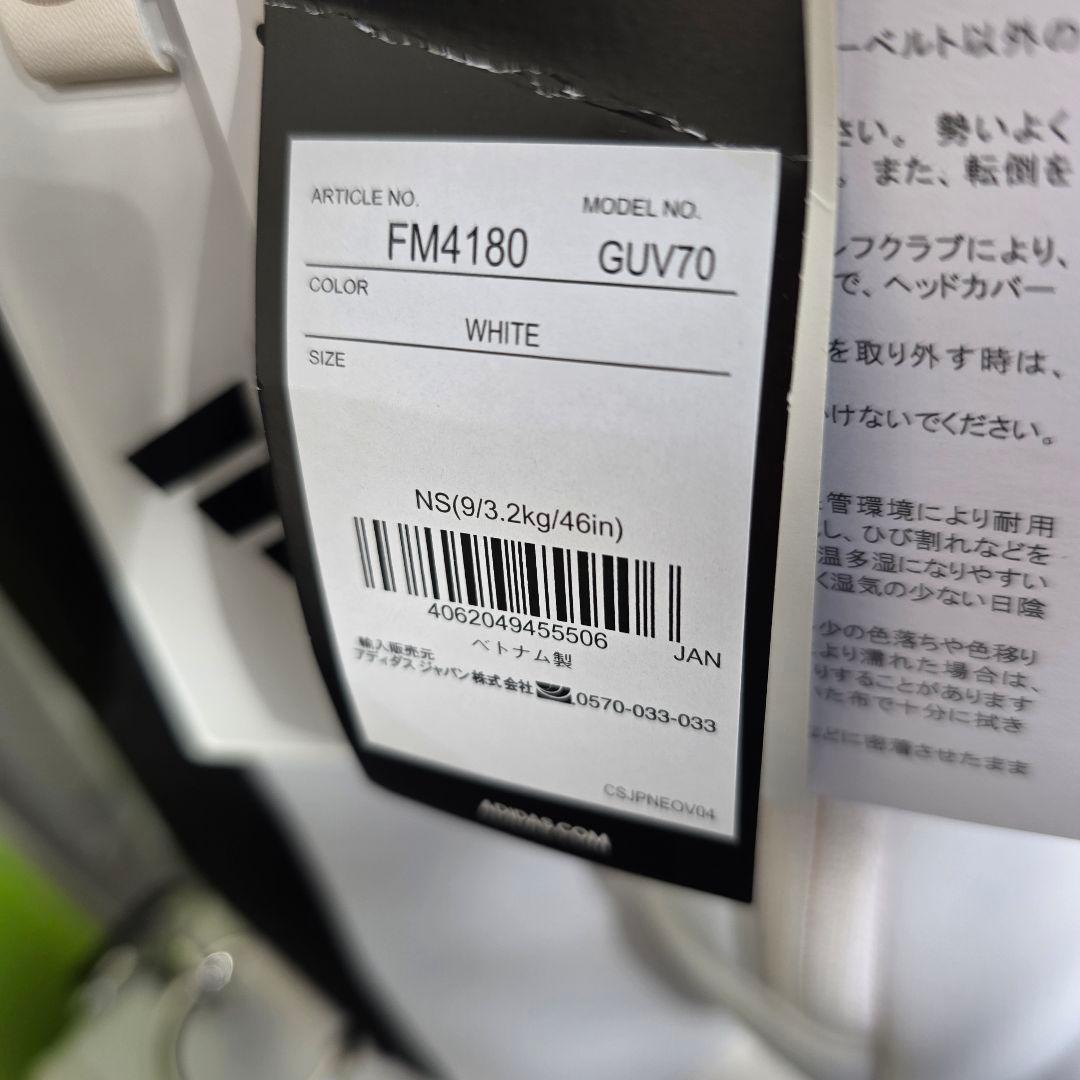 ARTICLE NO.
MODEL NO.
FM4180
GUV70
COLOR
WHITE
SIZE
NS(9/3.2kg/46in)
4062049455506
JAN
ベトナム製
輸入販売元
アディダス ジャパン株式会社
0570-033-033
CSJPNEOV04
ADIDAS.COM
ーベルト以外の
さい。 勢いよく
。また、転倒を
ルフクラブにより、
で、ヘッドカバー
を取り外す時は、
けないでください。
管環境により耐用
し、ひび割れなどを
温多湿になりやすい
く湿気の少ない日陰
少の色落ちや色移り
より濡れた場合は、
りすることがあります
いた布で十分に拭き
などに密着させたまま